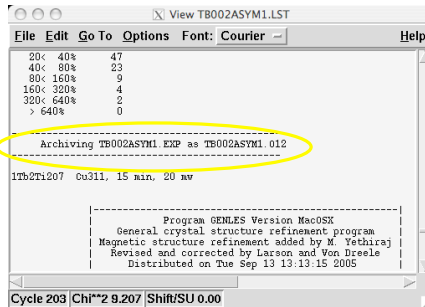 View TB002ASYM1.LST
File Edit Go To Options Font: Courier Help
20< 40% 47
40< 80% 23
80< 160% 9
160< 320% 4
320< 640% 2
> 640% 0
Archiving TB002ASYM1.EXP as TB002ASYM1.012
1Tb2Ti2O7 Cu311, 15 min, 20 mv
Program GENLES Version MacOSX
General crystal structure refinement program
Magnetic structure refinement added by M. Yethiraj
Revised and corrected by Larson and Von Dreele
Distributed on Tue Sep 13 13:13:15 2005
Cycle 203 Chi**2 9.207 Shift/SU 0.00